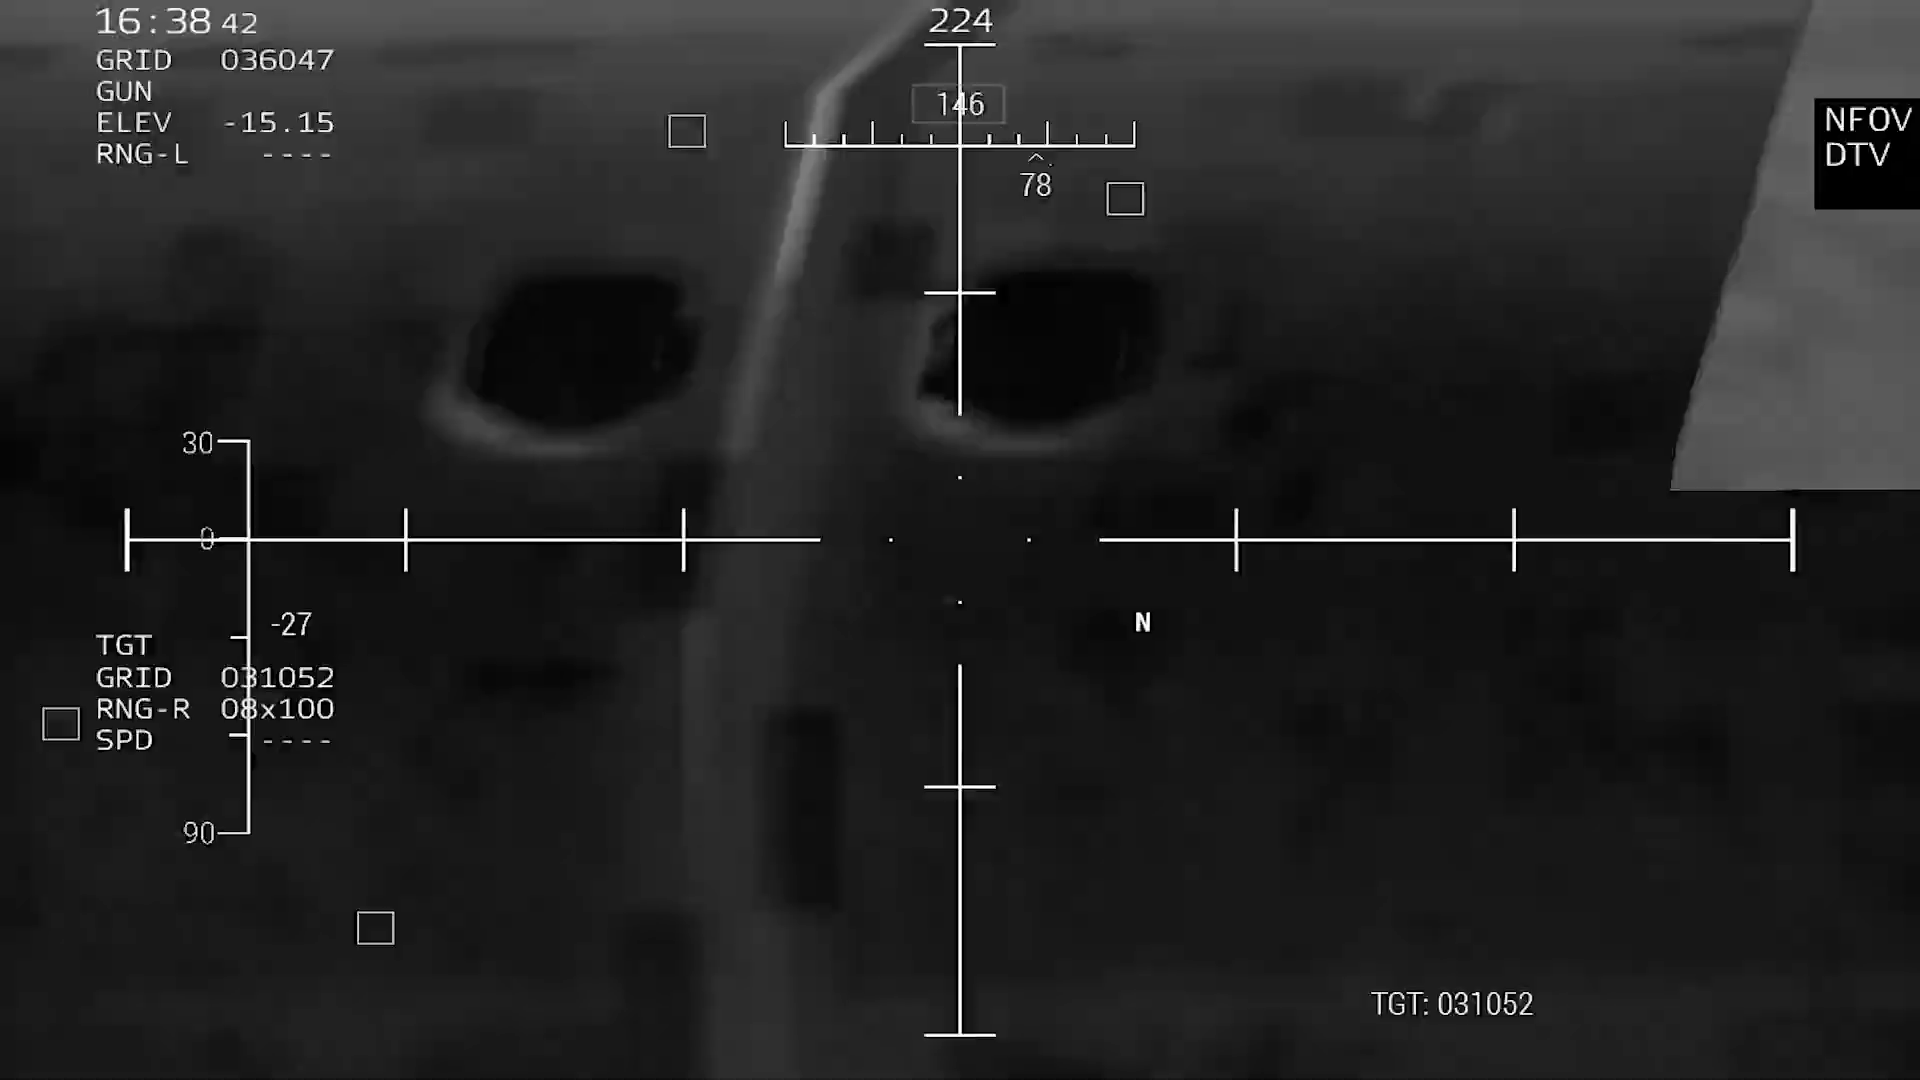 16:38 42
GRID 036047
GUN
ELEV -15.15
RNG-L ----
224
146
78
NFOV
DTV
30
0
-27
TGT
GRID 031052
RNG-R 08x100
SPD ----
90
N
TGT: 031052